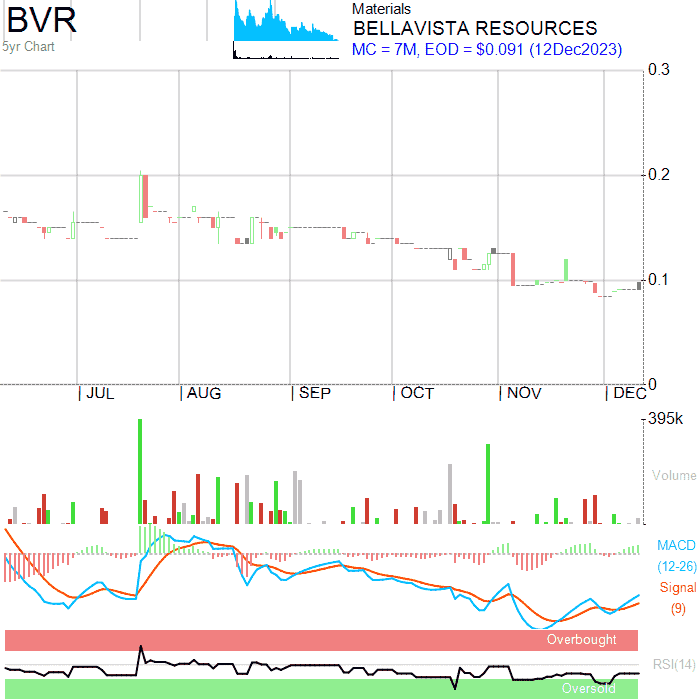 BVR
5yr Chart
Materials
BELLAVISTA RESOURCES
MC = 7M, EOD = $0.091 (12Dec2023)
0.3
0.2
0.1
0
JUL AUG SEP OCT NOV DEC
395k
Volume
MACD
(12-26)
Signal
(9)
Overbought
RSI(14)
Oversold